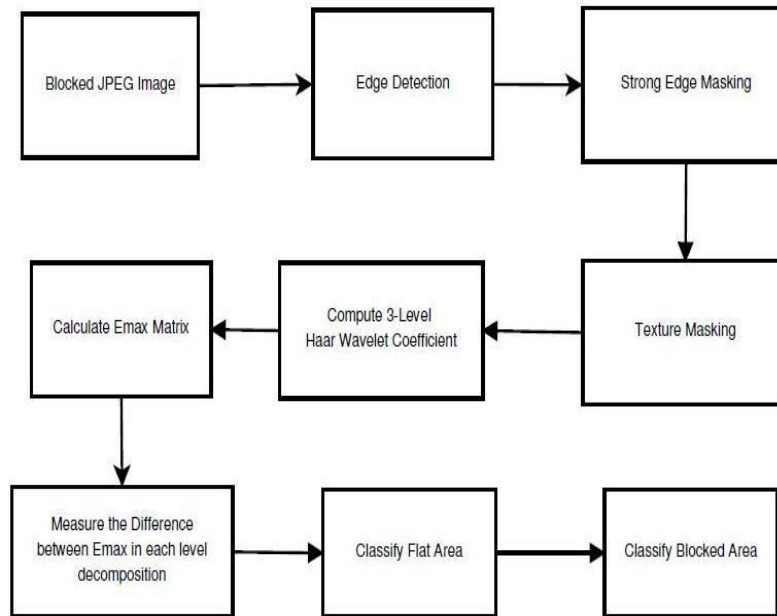 Blocked JPEG Image
Edge Detection
Strong Edge Masking
Texture Masking
Compute 3-Level
Haar Wavelet Coefficient
Calculate Emax Matrix
Measure the Difference
between Emax in each level
decomposition
Classify Flat Area
Classify Blocked Area